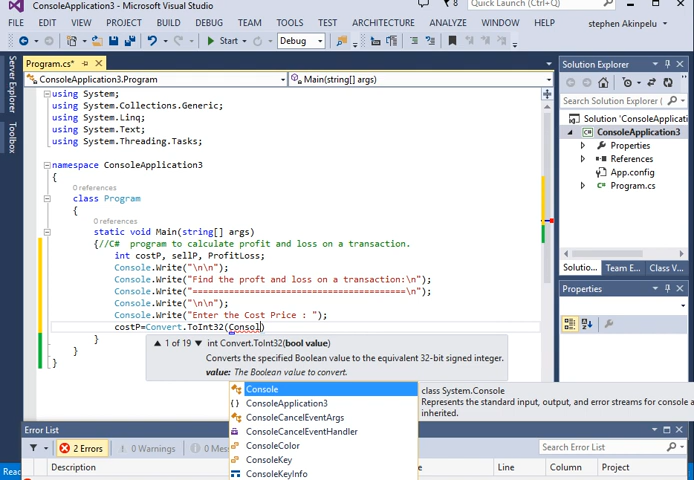 ConsoleApplication3 - Microsoft Visual Studio
8
Quick Launch (Ctrl+Q)
FILE EDIT VIEW PROJECT BUILD DEBUG TEAM TOOLS TEST ARCHITECTURE ANALYZE WINDOW HELP stephen Akinpelu
Start Debug
Server Explorer
Toolbox
Program.cs*
ConsoleApplication3.Program Main(string[] args)
using System;
using System.Collections.Generic;
using System.Linq;
using System.Text;
using System.Threading.Tasks;
namespace ConsoleApplication3
{
0 references
class Program
{
0 references
static void Main(string[] args)
{//C#  program to calculate profit and loss on a transaction.
int costP, sellP, ProfitLoss;
Console.Write("\n\n");
Console.Write("Find the proft and loss on a transaction:\n");
Console.Write("\n\n");
Console.Write("Enter the Cost Price : ");
costP=Convert.ToInt32(Consol)
}
}
}
1 of 19 int Convert.ToInt32(bool value)
Converts the specified Boolean value to the equivalent 32-bit signed integer.
value: The Boolean value to convert.
Console
ConsoleApplication3
ConsoleCancelEventArgs
ConsoleCancelEventHandler
ConsoleColor
ConsoleKey
ConsoleKeyInfo
class System.Console
Represents the standard input, output, and error streams for console a
inherited.
Solution Explorer
Search Solution Explorer (
Solution 'ConsoleApplicatio
ConsoleApplication3
Properties
References
App.config
Program.cs
Solutio... Team E... Class V...
Properties
Error List
2 Errors 0 Warnings 0 Mess
Search Error List
Description Line Column Project
Reac